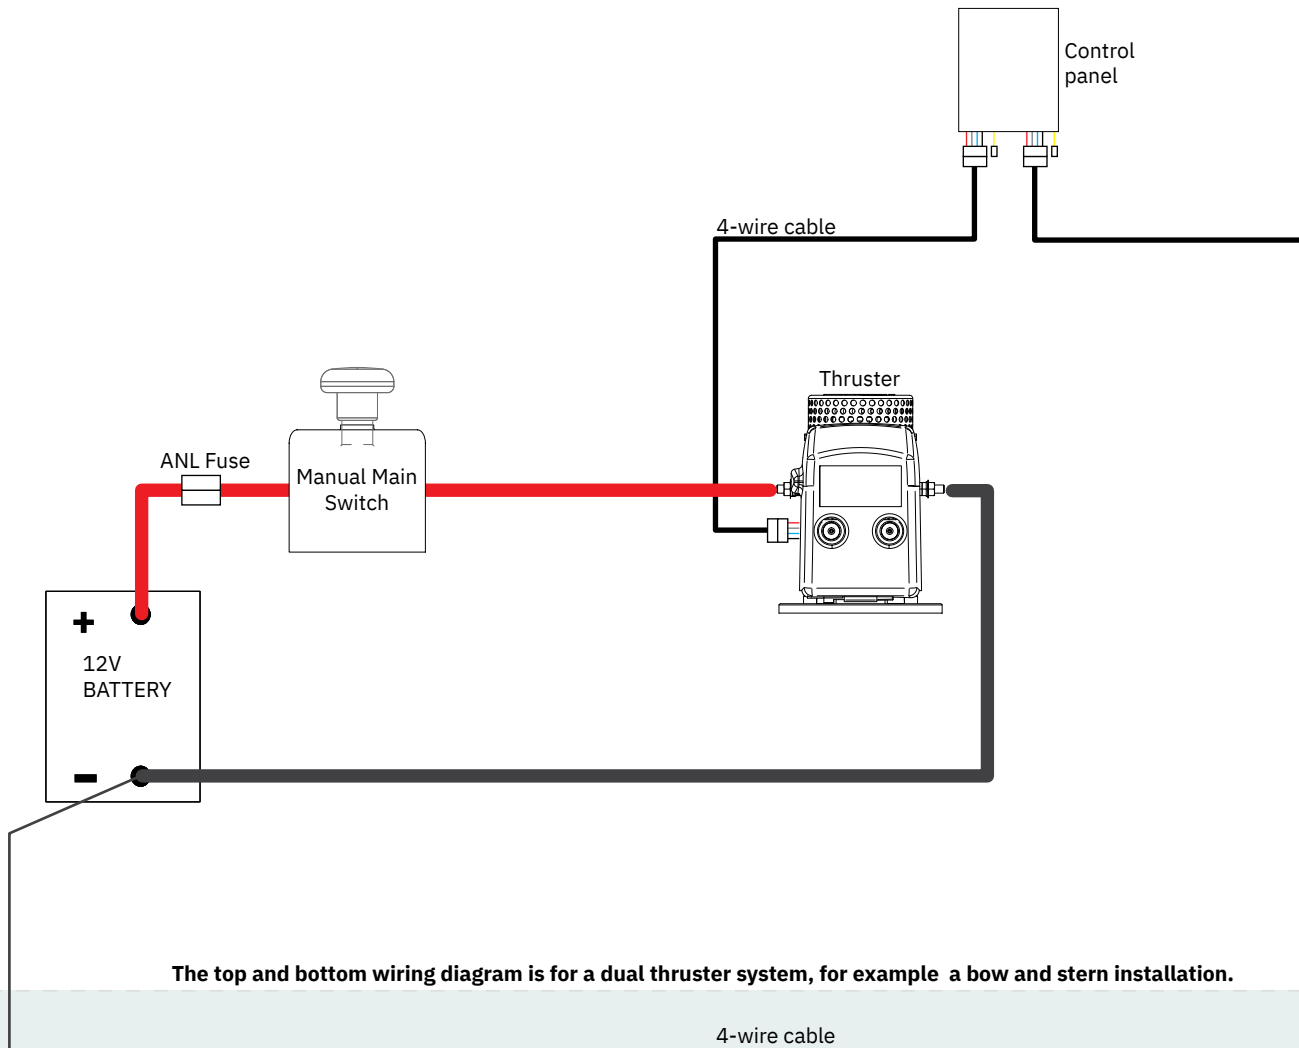 Control
panel
4-wire cable
Thruster
ANL Fuse
Manual Main
Switch
+
12V
BATTERY
-
The top and bottom wiring diagram is for a dual thruster system, for example  a bow and stern installation.
4-wire cable